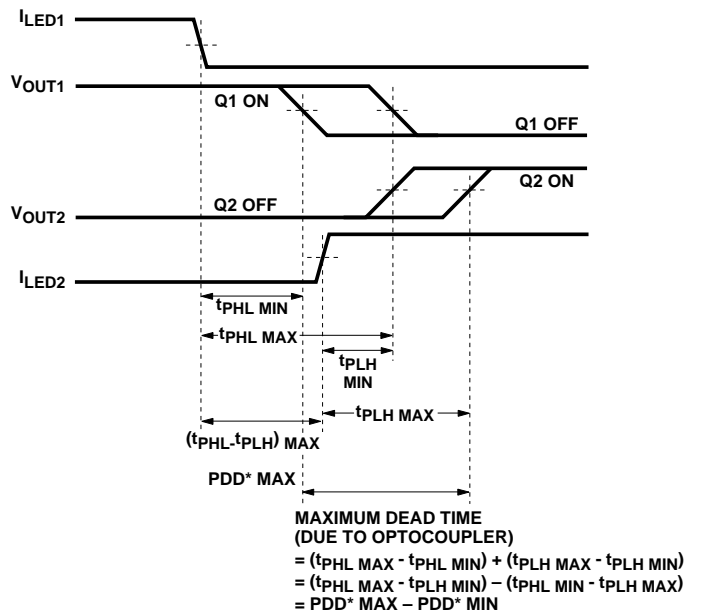 ILED1
VOUT1
Q1 ON
Q1 OFF
Q2 ON
Q2 OFF
VOUT2
ILED2
tPHL MIN
tPHL MAX
tPLH
MIN
tPLH MAX
(tPHL-tPLH) MAX
PDD* MAX
MAXIMUM DEAD TIME
(DUE TO OPTOCOUPLER)
= (tPHL MAX - tPHL MIN) + (tPLH MAX - tPLH MIN)
= (tPHL MAX - tPLH MIN) – (tPHL MIN - tPLH MAX)
= PDD* MAX – PDD* MIN